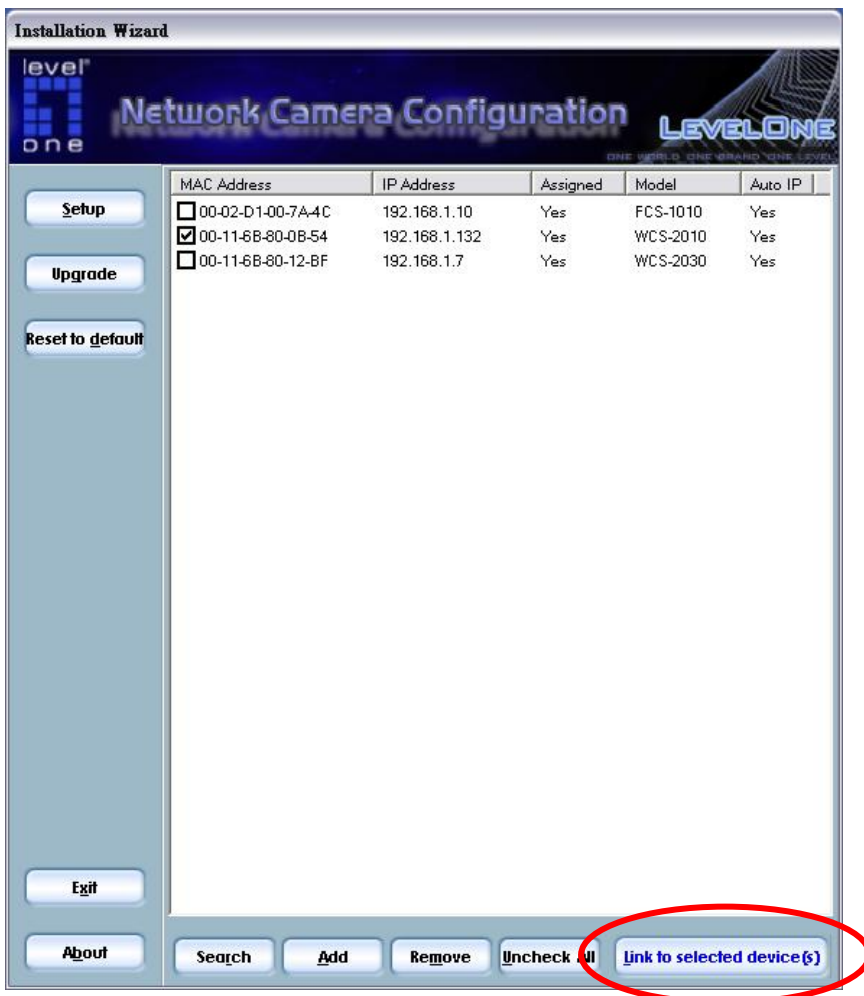 Installation Wizard
level
one
Network Camera Configuration
LEVELONE
ONE WORLD ONE BRAND ONE LEVEL
MAC Address IP Address Assigned Model Auto IP
00-02-D1-00-7A-4C 192.168.1.10 Yes FCS-1010 Yes
00-11-6B-80-0B-54 192.168.1.132 Yes WCS-2010 Yes
00-11-6B-80-12-BF 192.168.1.7 Yes WCS-2030 Yes
Setup
Upgrade
Reset to default
Exit
About
Search Add Remove Uncheck All Link to selected device(s)